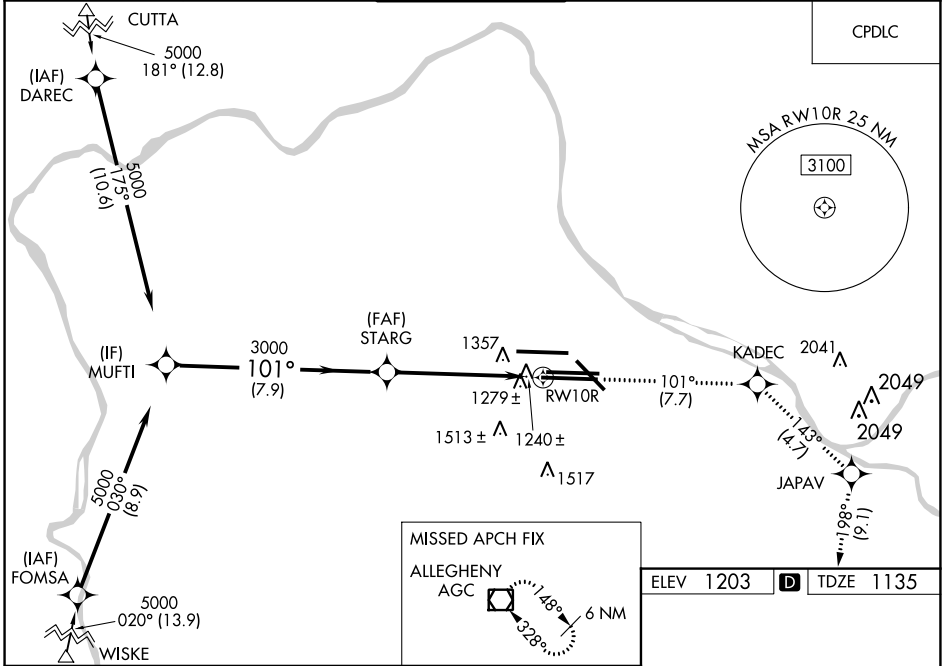 CUTTA
5000
181° (12.8)
(IAF)
DAREC
5000
175°
(10.6)
CPDLC
MSA RW10R 25 NM
3100
(IF)
MUFTI
3000
101°
(7.9)
(FAF)
STARG
1357
1279 ±
1513 ±
1240 ±
1517
RW10R
101°
(7.7)
KADEC
2041
2049
2049
143°
(4.7)
JAPAV
198°
(9.1)
5000
030°
(8.9)
(IAF)
FOMSA
5000
020° (13.9)
WISKE
MISSED APCH FIX
ALLEGHENY
AGC
148°
328°
6 NM
ELEV 1203 D TDZE 1135